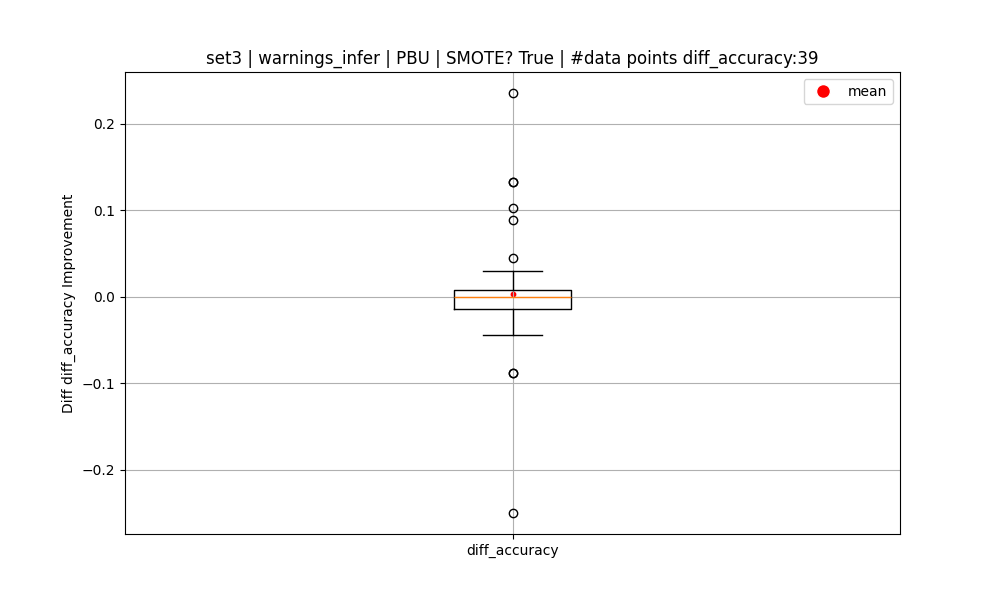 set3 | warnings_infer | PBU | SMOTE? True | #data points diff_accuracy:39
mean
Diff diff_accuracy Improvement
0.2
0.1
0.0
−0.1
−0.2
diff_accuracy